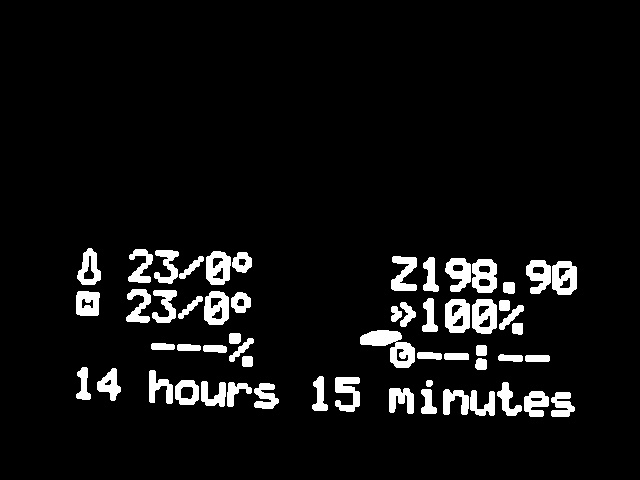 23/0° Z198.90
23/0° »100%
---% --:--
14 hours 15 minutes